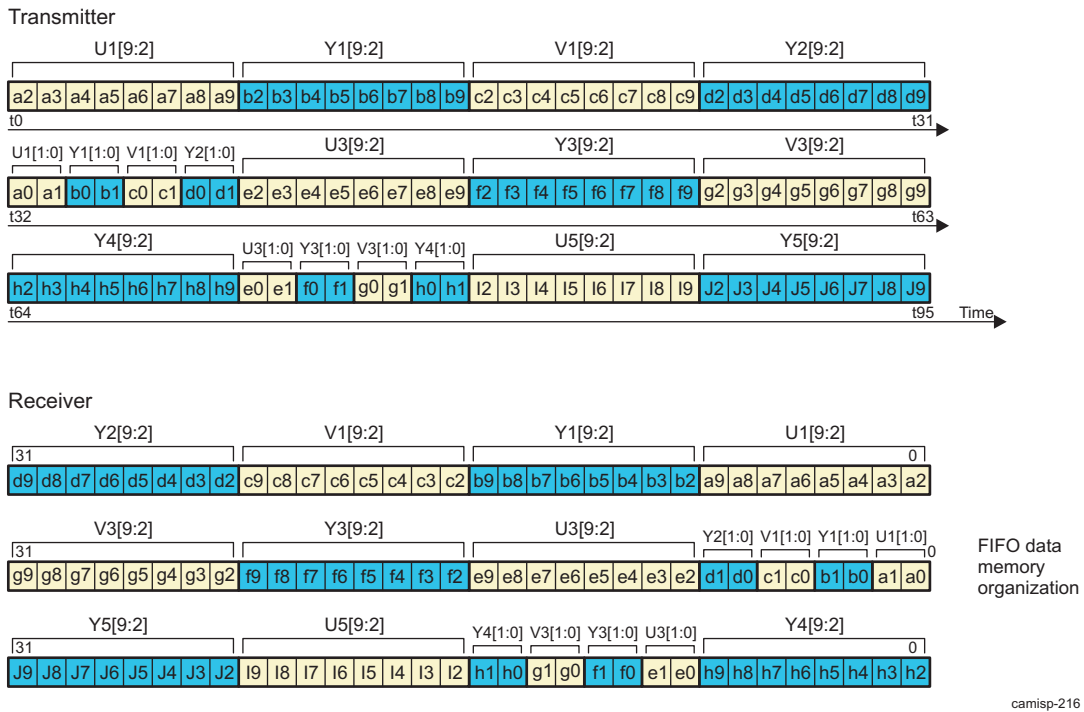 Transmitter
U1[9:2] Y1[9:2] V1[9:2] Y2[9:2]
a2 a3 a4 a5 a6 a7 a8 a9 b2 b3 b4 b5 b6 b7 b8 b9 c2 c3 c4 c5 c6 c7 c8 c9 d2 d3 d4 d5 d6 d7 d8 d9
t0 t31
U1[1:0] Y1[1:0] V1[1:0] Y2[1:0] U3[9:2] Y3[9:2] V3[9:2]
a0 a1 b0 b1 c0 c1 d0 d1 e2 e3 e4 e5 e6 e7 e8 e9 f2 f3 f4 f5 f6 f7 f8 f9 g2 g3 g4 g5 g6 g7 g8 g9
t32 t63
Y4[9:2] U3[1:0] Y3[1:0] V3[1:0] Y4[1:0] U5[9:2] Y5[9:2]
h2 h3 h4 h5 h6 h7 h8 h9 e0 e1 f0 f1 g0 g1 h0 h1 I2 I3 I4 I5 I6 I7 I8 I9 J2 J3 J4 J5 J6 J7 J8 J9
t64 t95 Time
Receiver
Y2[9:2] V1[9:2] Y1[9:2] U1[9:2]
31 0
d9 d8 d7 d6 d5 d4 d3 d2 c9 c8 c7 c6 c5 c4 c3 c2 b9 b8 b7 b6 b5 b4 b3 b2 a9 a8 a7 a6 a5 a4 a3 a2
V3[9:2] Y3[9:2] U3[9:2] Y2[1:0] V1[1:0] Y1[1:0] U1[1:0]
31 0
g9 g8 g7 g6 g5 g4 g3 g2 f9 f8 f7 f6 f5 f4 f3 f2 e9 e8 e7 e6 e5 e4 e3 e2 d1 d0 c1 c0 b1 b0 a1 a0
FIFO data
memory
organization
Y5[9:2] U5[9:2] Y4[1:0] V3[1:0] Y3[1:0] U3[1:0] Y4[9:2]
31 0
J9 J8 J7 J6 J5 J4 J3 J2 I9 I8 I7 I6 I5 I4 I3 I2 h1 h0 g1 g0 f1 f0 e1 e0 h9 h8 h7 h6 h5 h4 h3 h2
camisp-216